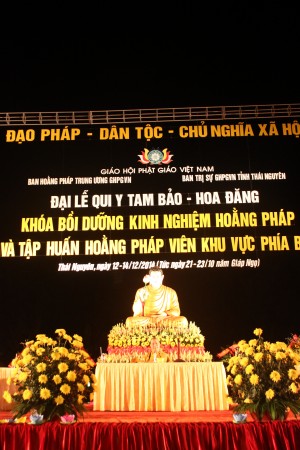 ĐẠO PHÁP - DÂN TỘC - CHỦ NGHĨA XÃ HỘ
GIÁO HỘI PHẬT GIÁO VIỆT NAM
BAN HOẰNG PHÁP TRUNG ƯƠNG GHPGVN BAN TRỊ SỰ GHPGVN TỈNH THÁI NGUYÊN
ĐẠI LỄ QUI Y TAM BẢO - HOA ĐĂNG
KHÓA BỒI DƯỠNG KINH NGHIỆM HOẰNG PHÁP
VÀ TẬP HUẤN HOẰNG PHÁP VIÊN KHU VỰC PHÍA B
Thái Nguyên, ngày 12-14/12/2014 (Tức ngày 21-23/10 năm Giáp Ngọ)